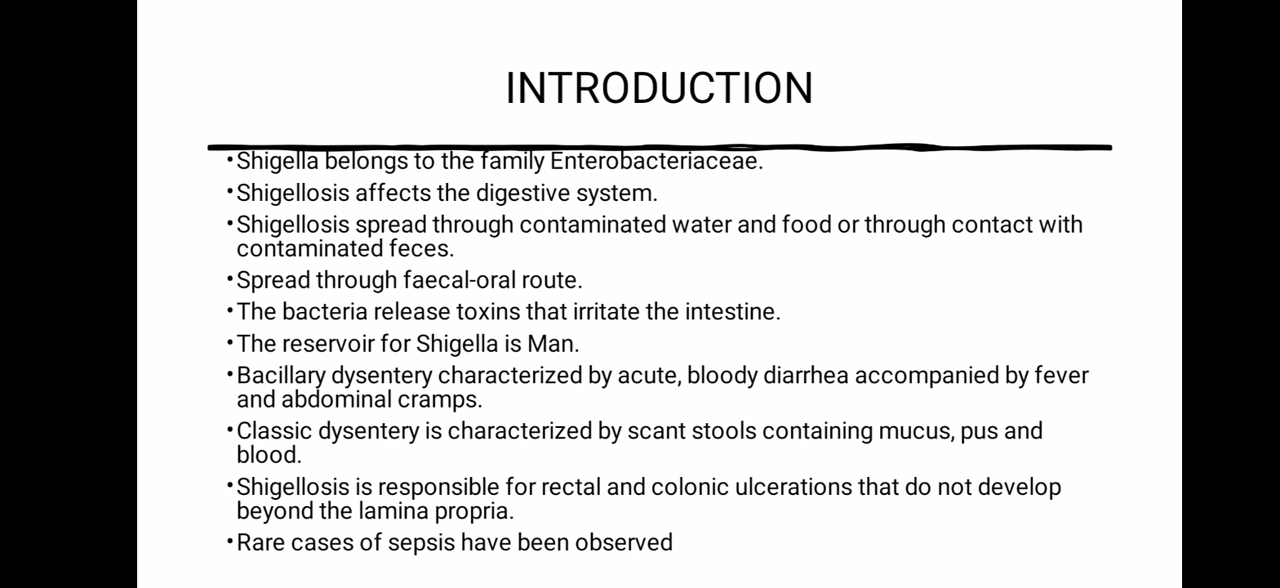 INTRODUCTION
•Shigella belongs to the family Enterobacteriaceae.
•Shigellosis affects the digestive system.
•Shigellosis spread through contaminated water and food or through contact with
contaminated feces.
•Spread through faecal-oral route.
•The bacteria release toxins that irritate the intestine.
•The reservoir for Shigella is Man.
•Bacillary dysentery characterized by acute, bloody diarrhea accompanied by fever
and abdominal cramps.
•Classic dysentery is characterized by scant stools containing mucus, pus and
blood.
•Shigellosis is responsible for rectal and colonic ulcerations that do not develop
beyond the lamina propria.
•Rare cases of sepsis have been observed